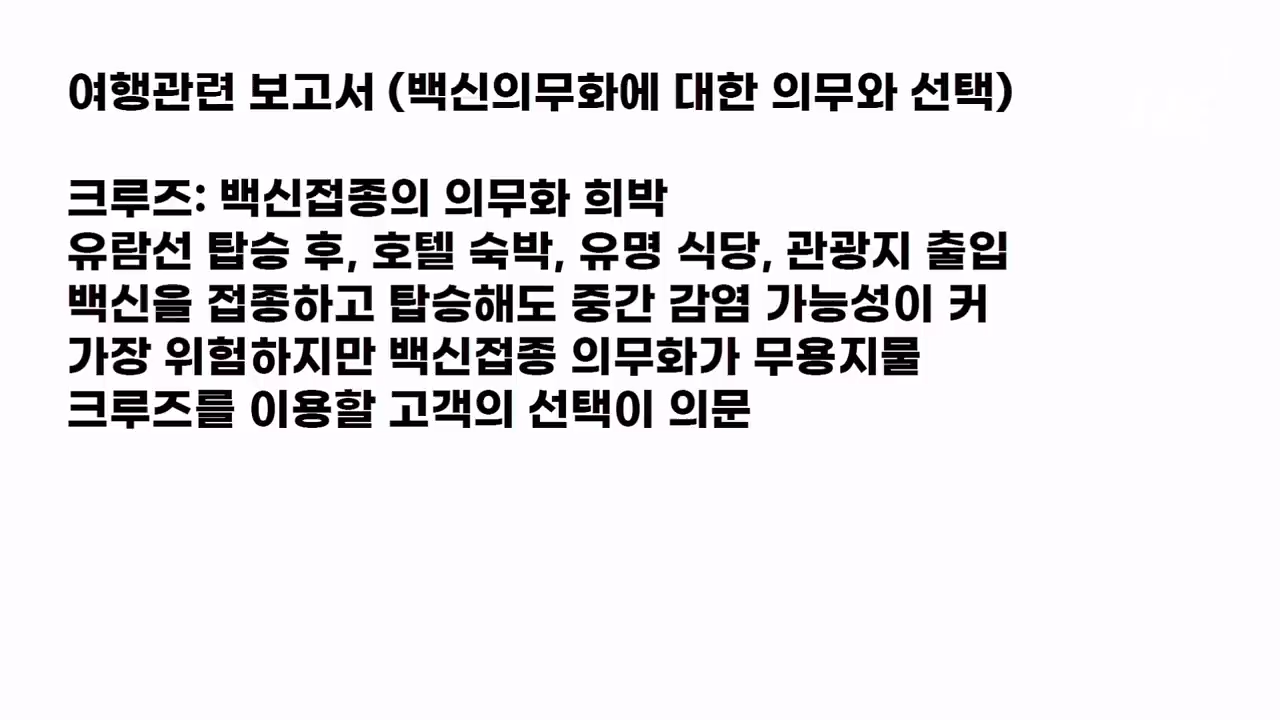 여행관련 보고서 (백신의무화에 대한 의무와 선택)
크루즈: 백신접종의 의무화 희박
유람선 탑승 후, 호텔 숙박, 유명 식당, 관광지 출입
백신을 접종하고 탑승해도 중간 감염 가능성이 커
가장 위험하지만 백신접종 의무화가 무용지물
크루즈를 이용할 고객의 선택이 의문